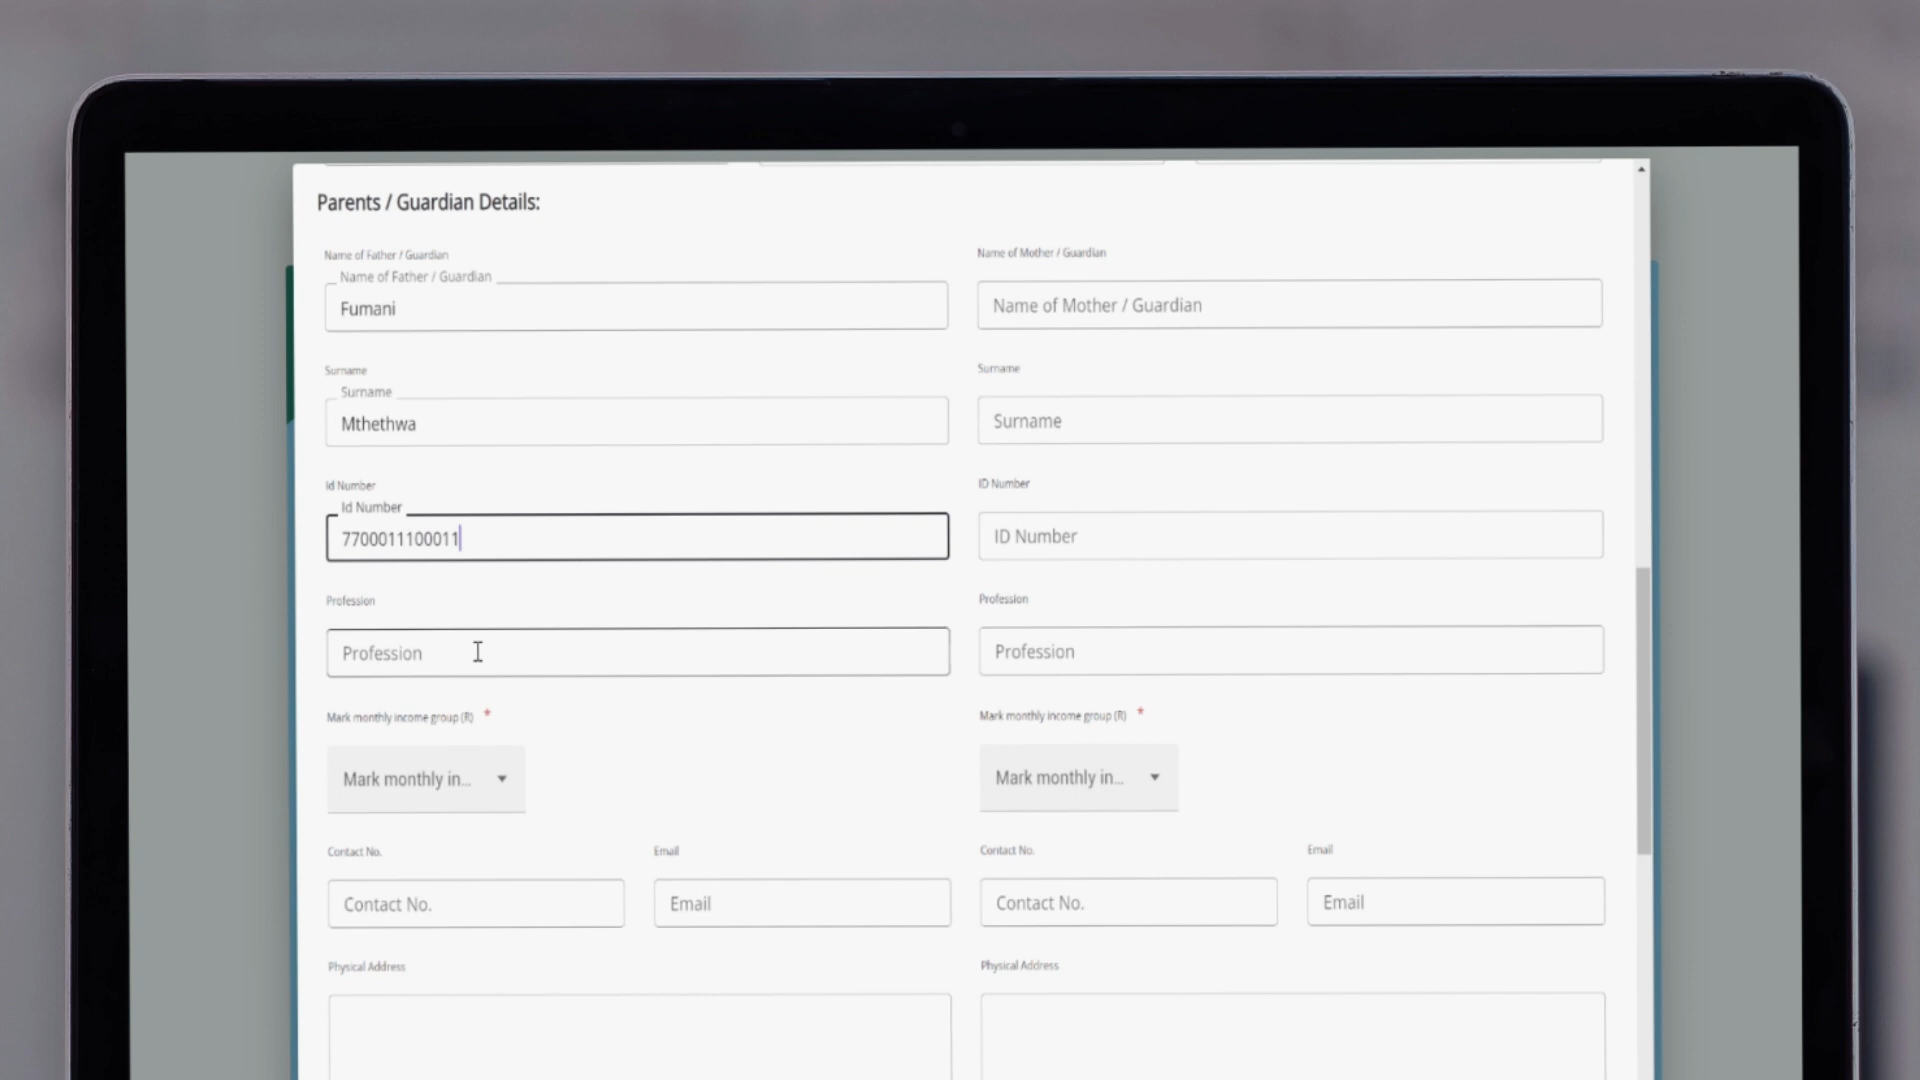 Parents / Guardian Details:
Name of Father / Guardian
Name of Father / Guardian
Fumani
Name of Mother / Guardian
Name of Mother / Guardian
Surname
Surname
Mthethwa
Surname
Surname
Id Number
Id Number
7700011100011
ID Number
ID Number
Profession
Profession
Profession
Profession
Mark monthly income group (R) *
Mark monthly in...
Mark monthly income group (R) *
Mark monthly in...
Contact No.
Contact No.
Email
Email
Contact No.
Contact No.
Email
Email
Physical Address
Physical Address